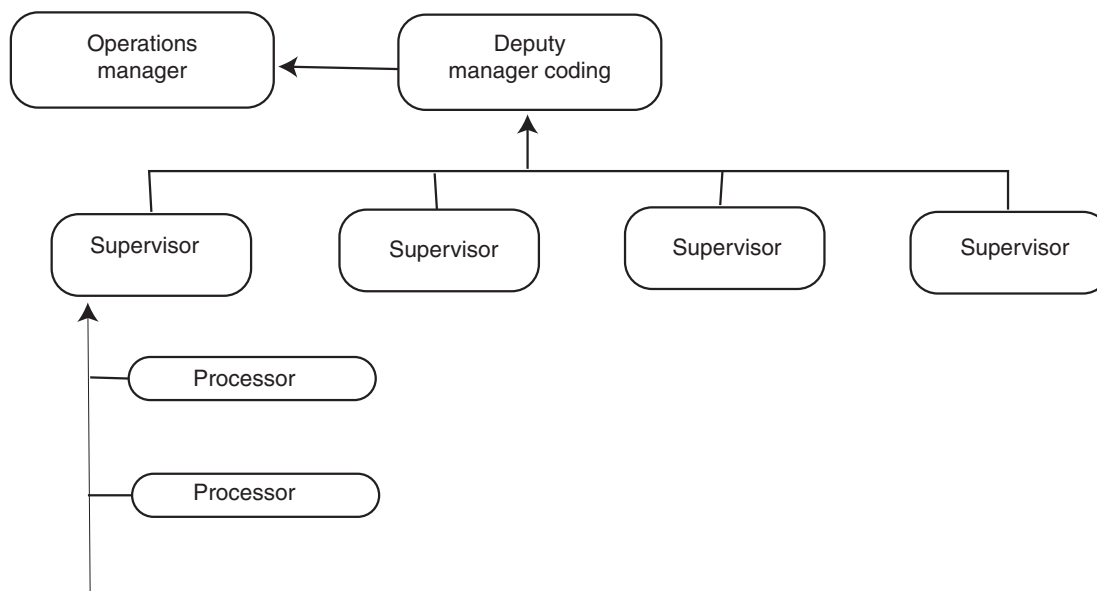 Operations
manager
Deputy
manager coding
Supervisor
Supervisor
Supervisor
Supervisor
Processor
Processor